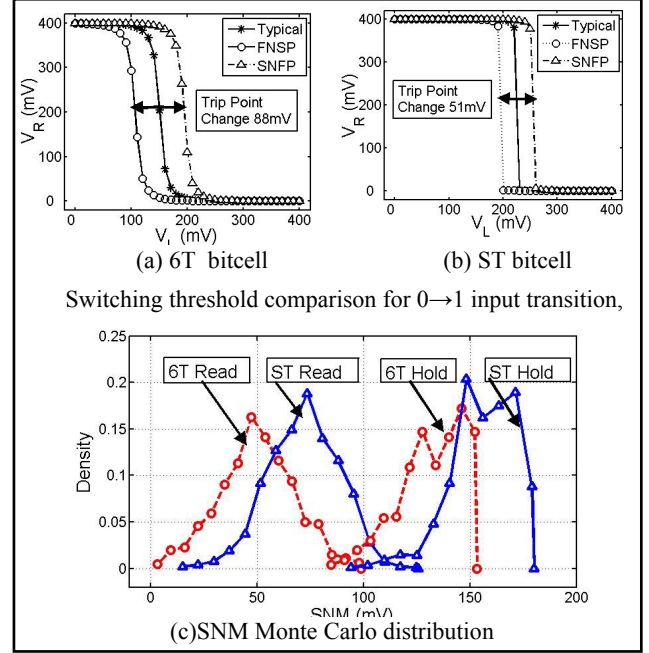 400
300
200
100
0
V_R (mV)
Typical
FNSP
SNFP
Trip Point
Change 88mV
0 100 200 300 400
V_L (mV)
(a) 6T bitcell
400
300
200
100
0
V_R (mV)
Typical
FNSP
SNFP
Trip Point
Change 51mV
0 100 200 300 400
V_L (mV)
(b) ST bitcell
Switching threshold comparison for 0→1 input transition,
0.25
0.2
0.15
0.1
0.05
0
Density
6T Read
ST Read
6T Hold
ST Hold
0 50 100 150 200
SNM (mV)
(c)SNM Monte Carlo distribution